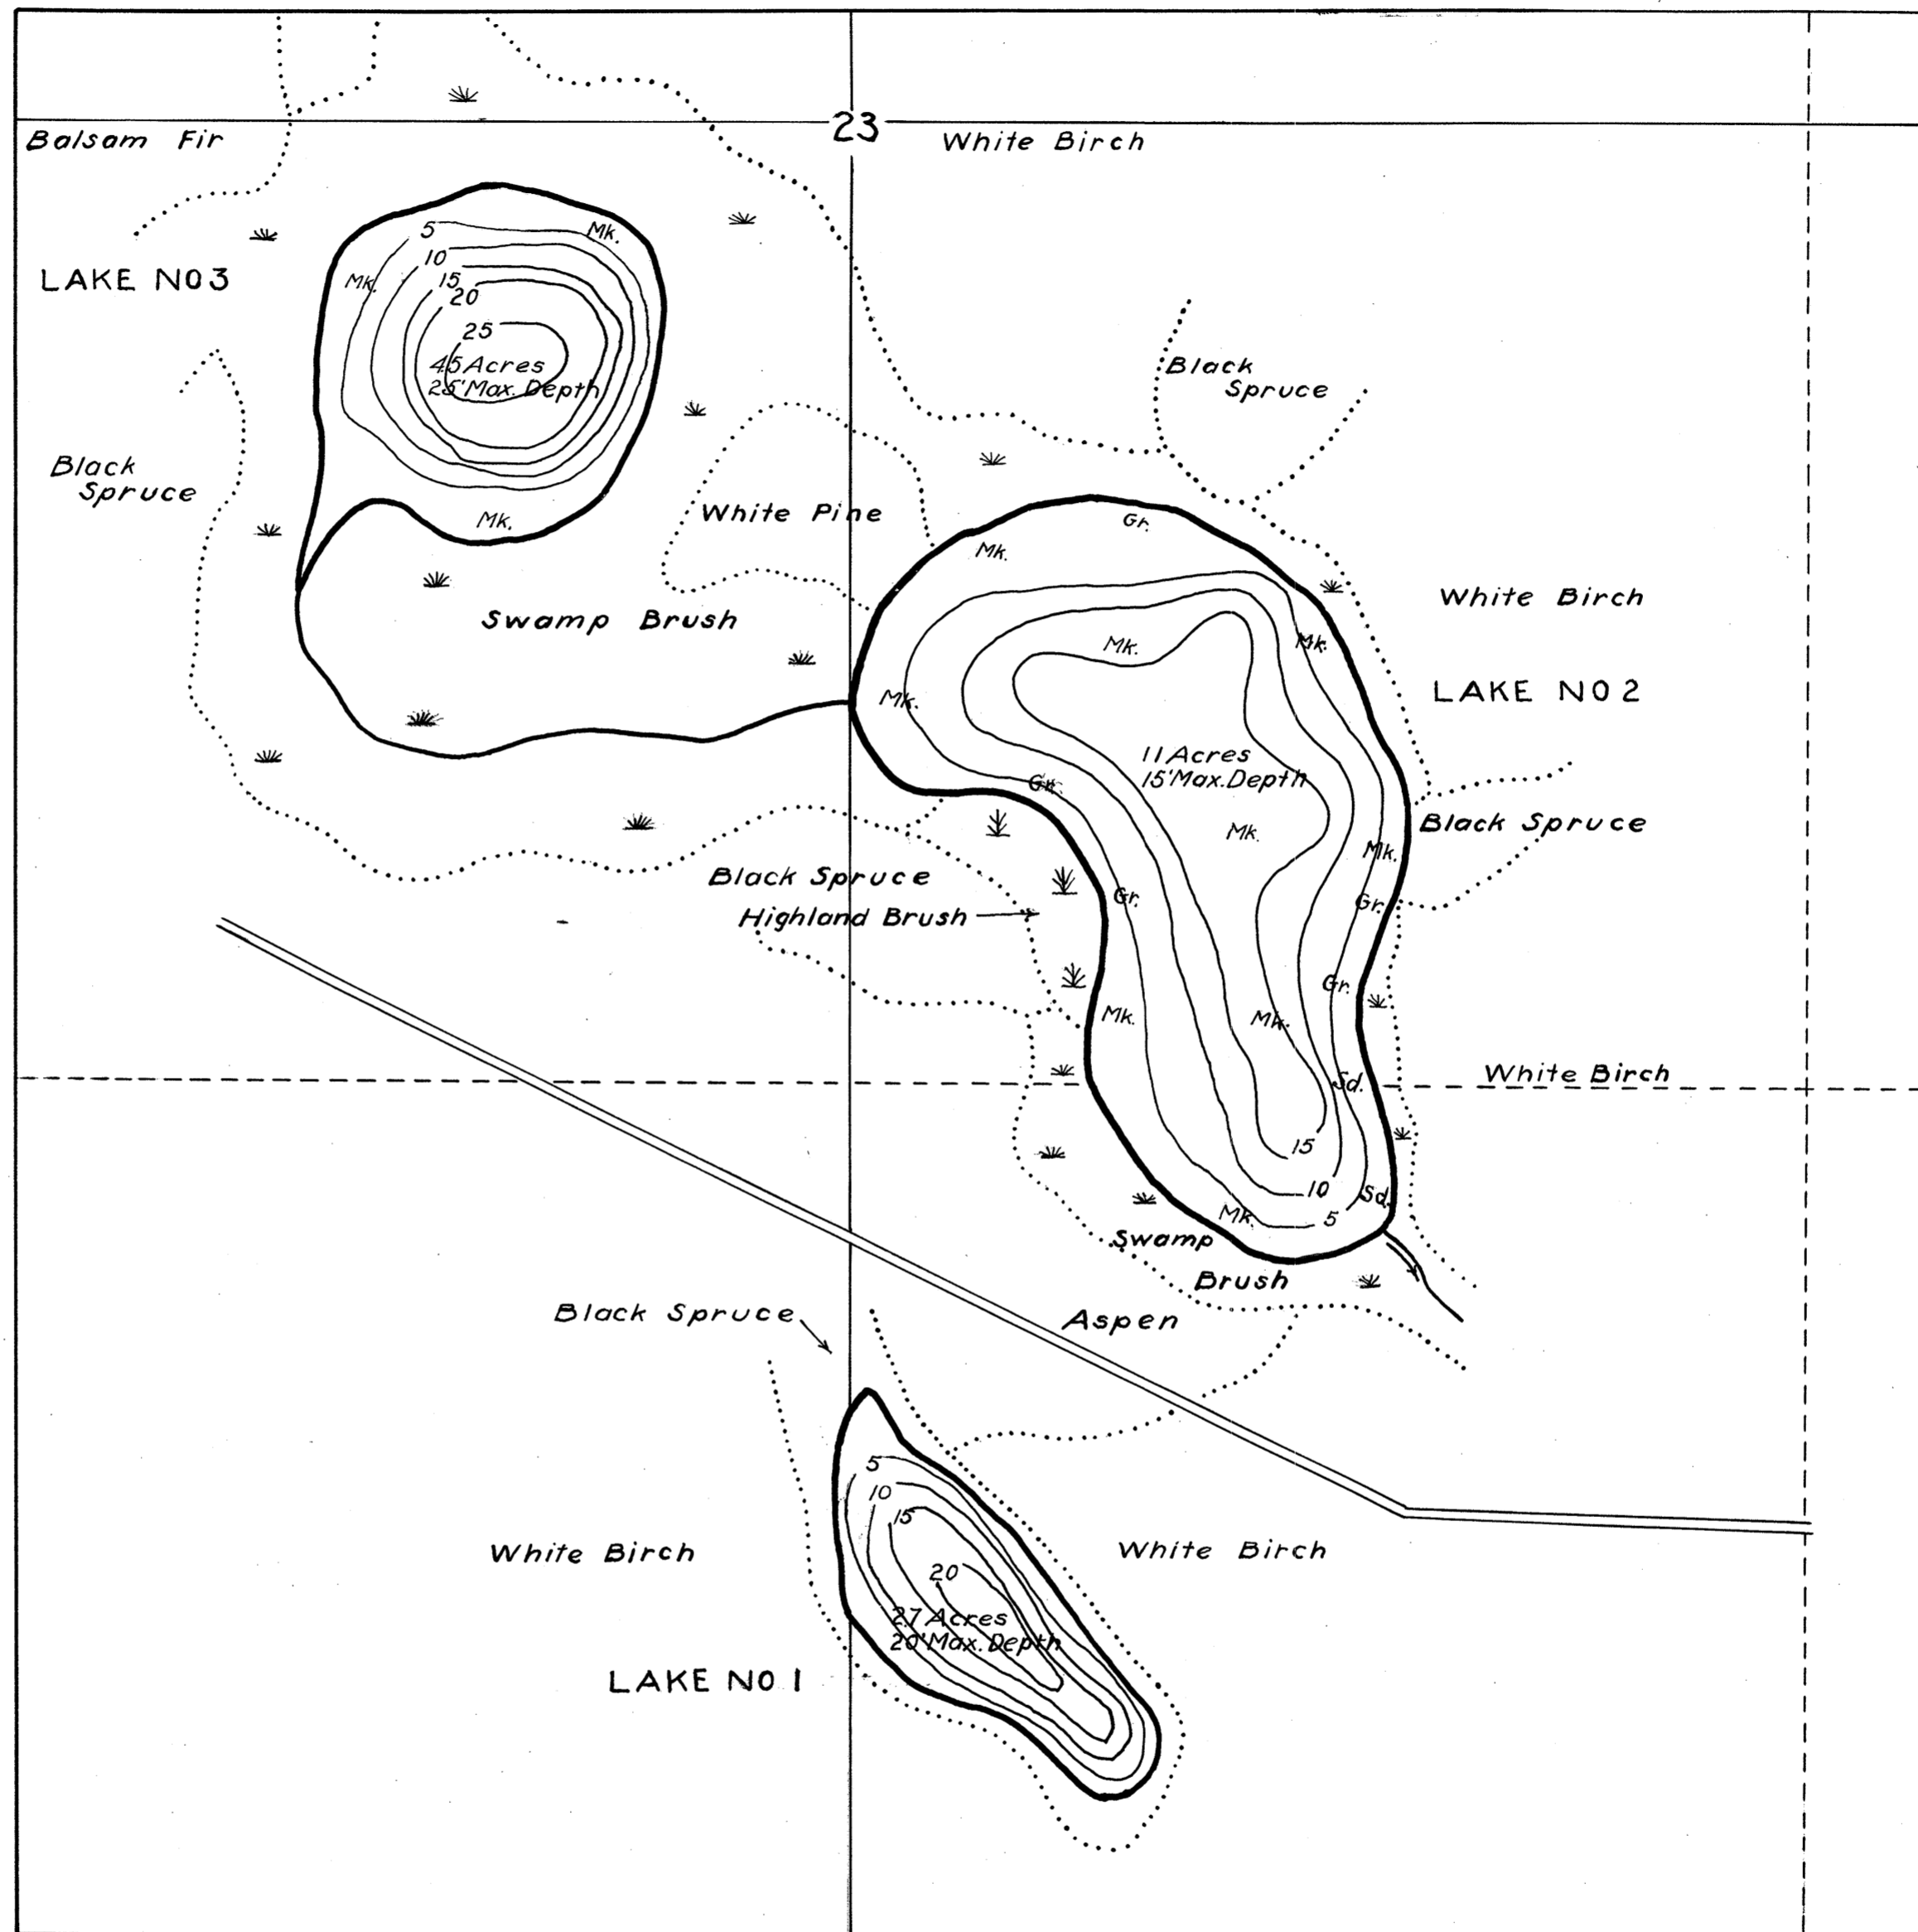 23
Balsam Fir
White Birch
Mk.
5
10
Mk.
15
20
LAKE NO 3
25
45 Acres
25' Max. Depth
Black
Spruce
Black
Spruce
White Pine
Mk.
Gr.
Mk.
Swamp Brush
White Birch
Mk.
Mk.
Mk.
LAKE NO 2
11 Acres
15' Max. Depth
Gr.
Mk.
Black Spruce
Mk.
Black Spruce
Gr.
Gr.
Highland Brush
Gr.
Mk.
Mk.
Sd.
White Birch
15
10
Sd.
Mk.
5
Swamp
Brush
Black Spruce
Aspen
5
10
15
White Birch
White Birch
20
27 Acres
20' Max. Depth
LAKE NO 1